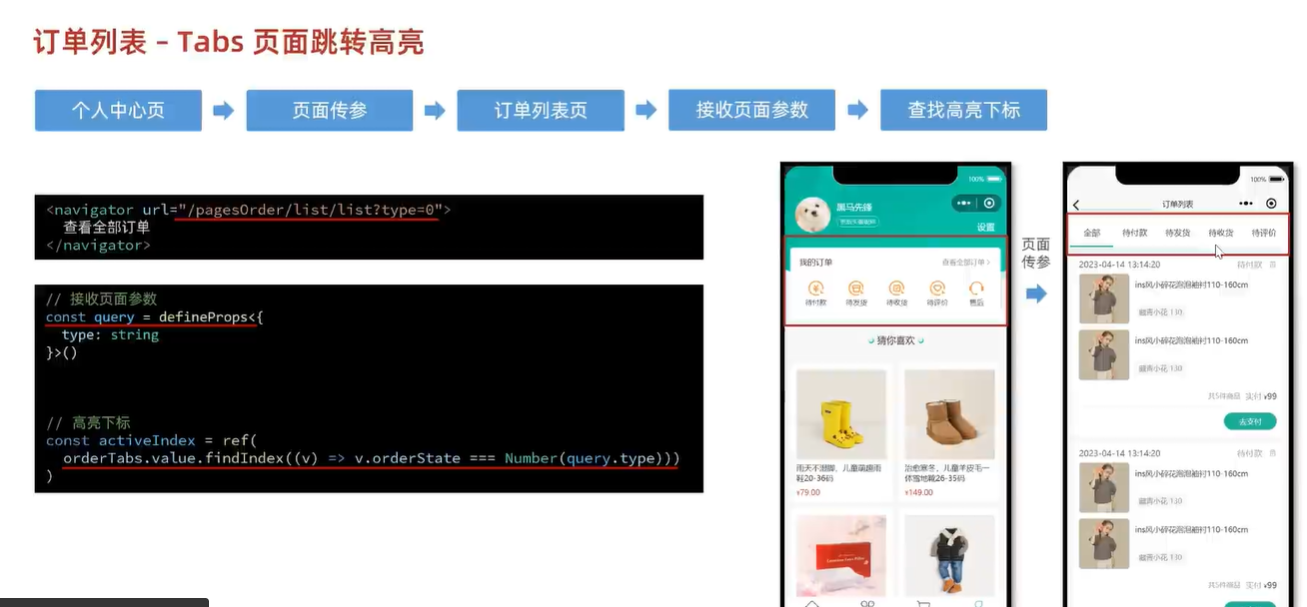 订单列表 – Tabs 页面跳转高亮
个人中心页
页面传参
订单列表页
接收页面参数
查找高亮下标
<navigator url="/pagesOrder/list/list?type=0">
查看全部订单
</navigator>
// 接收页面参数
const query = defineProps<{
type: string
}>()
// 高亮下标
const activeIndex = ref(
orderTabs.value.findIndex((v) => v.orderState === Number(query.type)))
)
100%
黑马先锋
设置
我的订单
查看全部订单 >
待付款 待发货 待收货 待评价 售后
猜你喜欢
雨天不湿脚，儿童萌趣雨
鞋20-36码
¥79.00
治愈寒冬，儿童羊皮毛一
体雪地靴26-35码
¥149.00
页面
传参
100%
订单列表
全部 待付款 待发货 待收货 待评价
2023-04-14 13:14:20 待付款
ins风小碎花泡泡袖衬110-160cm
藏青小花 130
ins风小碎花泡泡袖衬110-160cm
藏青小花 130
共5件商品 实付 ¥99
去支付
2023-04-14 13:14:20 待付款
ins风小碎花泡泡袖衬110-160cm
藏青小花 130
ins风小碎花泡泡袖衬110-160cm
藏青小花 130
共5件商品 实付 ¥99